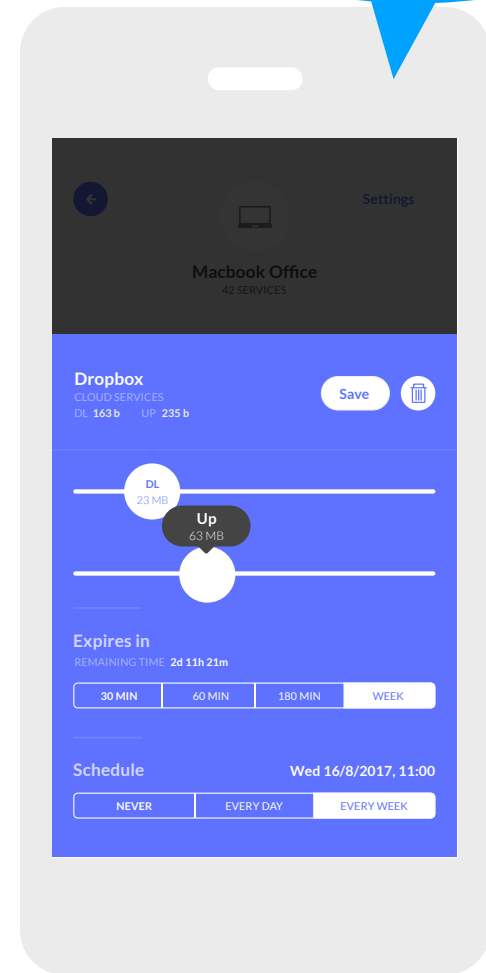 Settings
Macbook Office
42 SERVICES
Dropbox
CLOUD SERVICES
DL 163 b UP 235 b
Save
DL
23 MB
Up
63 MB
Expires in
REMAINING TIME 2d 11h 21m
30 MIN 60 MIN 180 MIN WEEK
Schedule Wed 16/8/2017, 11:00
NEVER EVERY DAY EVERY WEEK